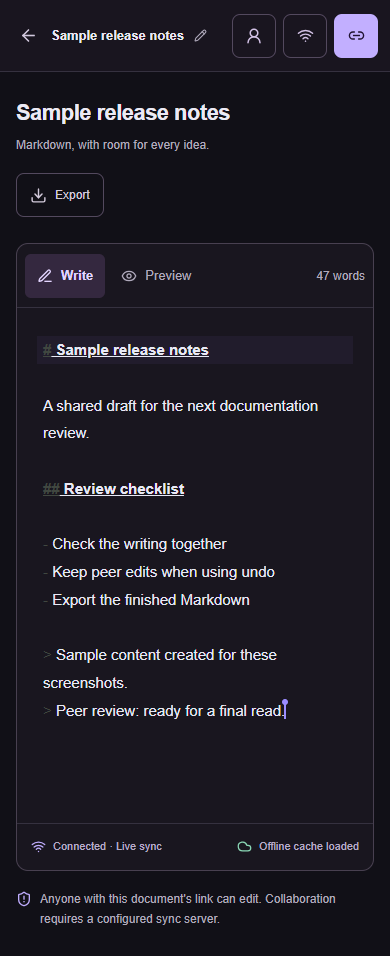 Sample release notes
Sample release notes
Markdown, with room for every idea.
Export
Write
Preview
47 words
# Sample release notes
A shared draft for the next documentation
review.
## Review checklist
- Check the writing together
- Keep peer edits when using undo
- Export the finished Markdown
> Sample content created for these
screenshots.
> Peer review: ready for a final read.
Connected · Live sync
Offline cache loaded
Anyone with this document's link can edit. Collaboration
requires a configured sync server.